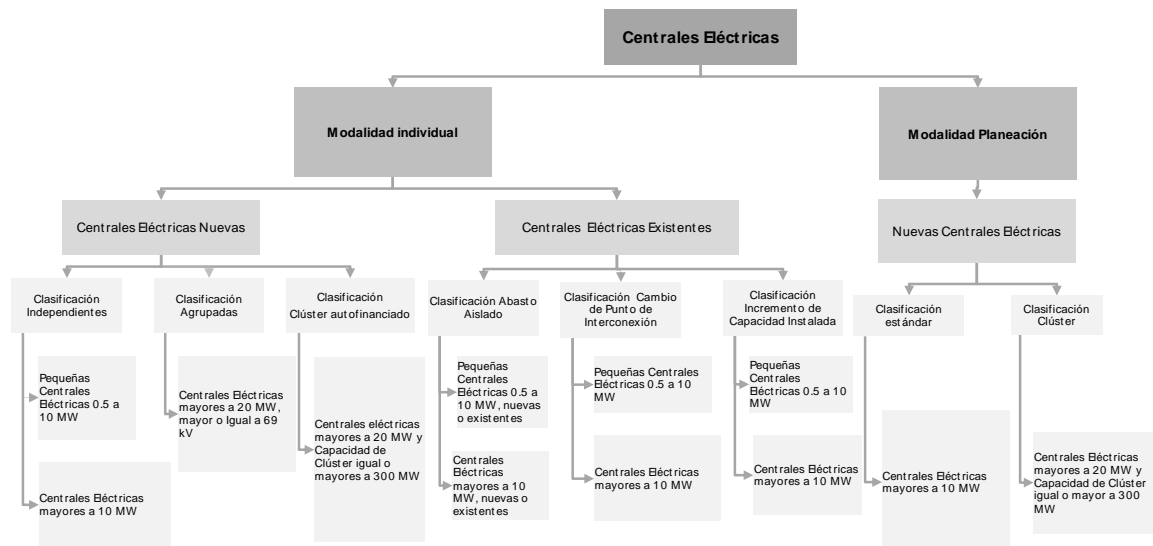 Centrales Eléctricas
Modalidad individual
Modalidad Planeación
Centrales Eléctricas Nuevas
Centrales Eléctricas Existentes
Nuevas Centrales Eléctricas
Clasificación
Independientes
Clasificación
Agrupadas
Clasificación
Clúster autofinanciado
Clasificación Abasto
Aislado
Clasificación Cambio
de Punto de
Interconexión
Clasificación
Incremento de
Capacidad Instalada
Clasificación
estándar
Clasificación
Clúster
Pequeñas
Centrales
Eléctricas 0.5 a
10 MW
Centrales Eléctricas
mayores a 10 MW
Centrales Eléctricas
mayores a 20 MW,
mayor o Igual a 69
kV
Centrales eléctricas
mayores a 20 MW y
Capacidad de
Clúster igual o
mayores a 300 MW
Pequeñas
Centrales
Eléctricas 0.5 a
10 MW, nuevas
o existentes
Centrales
Eléctricas
mayores a 10
MW, nuevas o
existentes
Pequeñas Centrales
Eléctricas 0.5 a 10
MW
Centrales Eléctricas
mayores a 10 MW
Pequeñas
Centrales
Eléctricas 0.5 a
10 MW
Centrales Eléctricas
mayores a 10 MW
Centrales Eléctricas
mayores a 10 MW
Centrales Eléctricas
mayores a 20 MW y
Capacidad de Clúster
igual o mayor a 300
MW